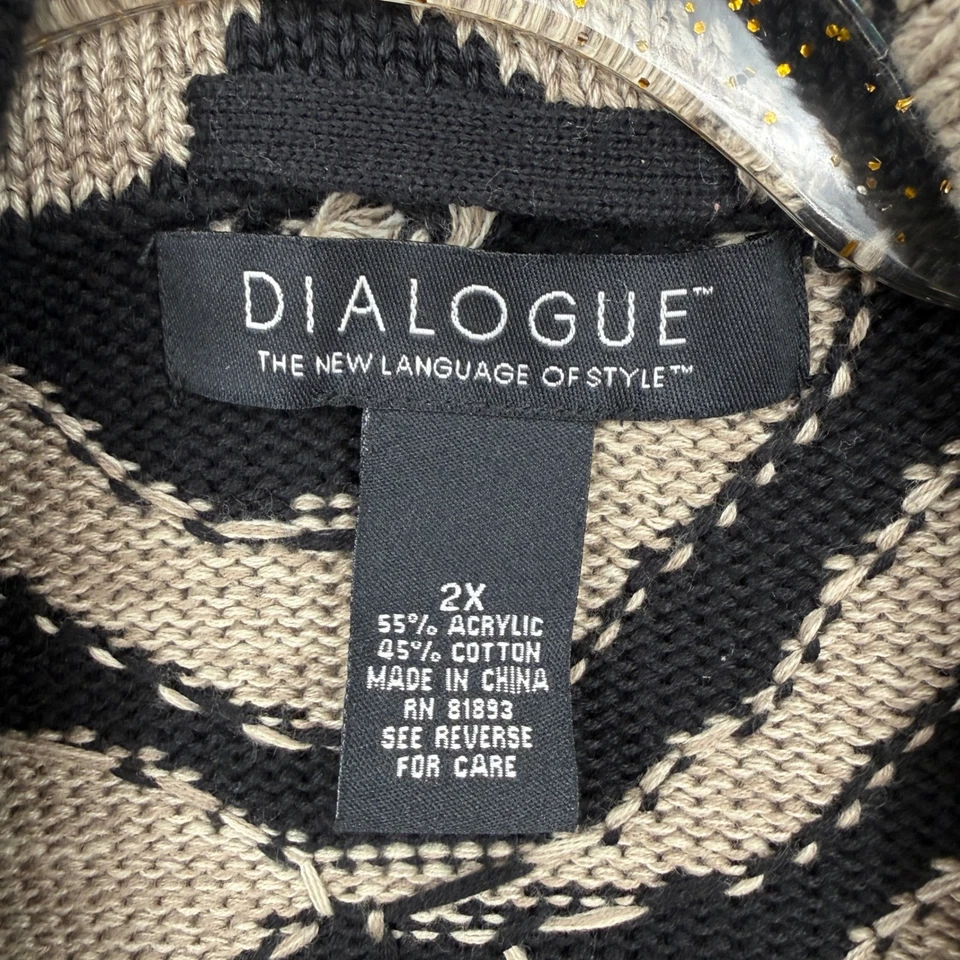 DIALOGUE™
THE NEW LANGUAGE OF STYLE™
2X
55% ACRYLIC
45% COTTON
MADE IN CHINA
RN 81893
SEE REVERSE
FOR CARE